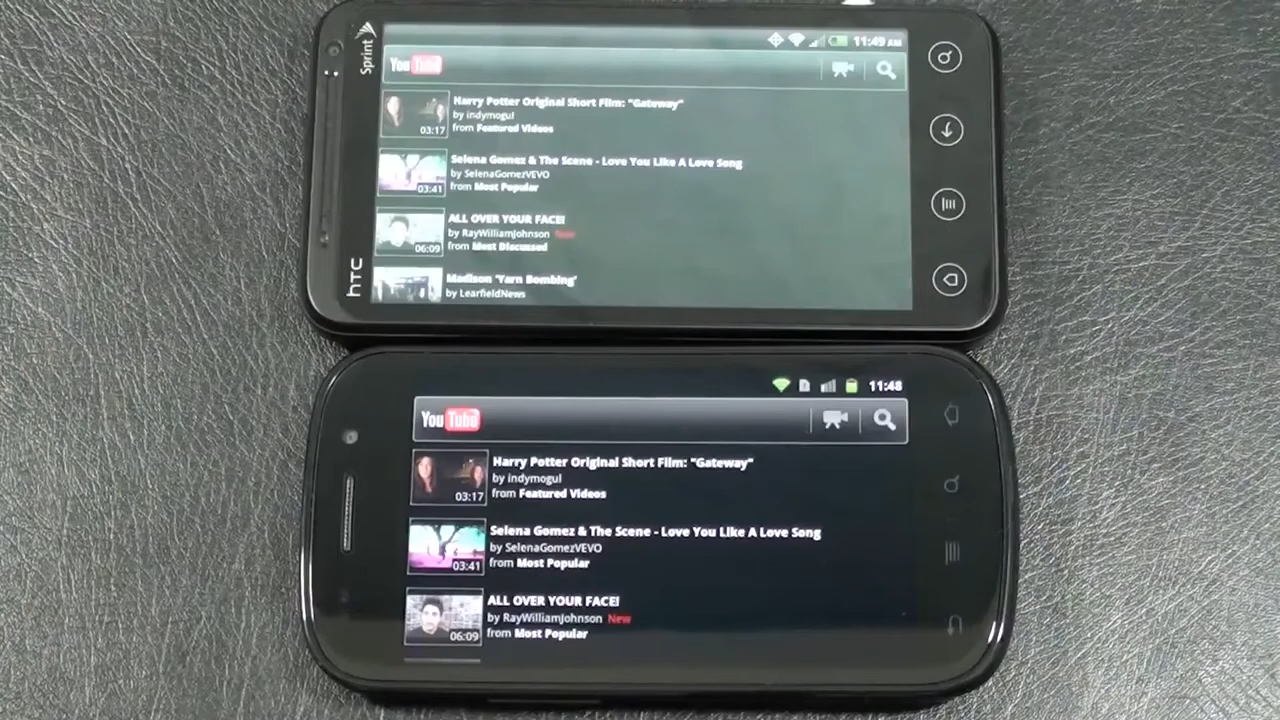 Sprint
11:49 AM
YouTube
Harry Potter Original Short Film: "Gateway"
by indymogul
03:17
from Featured Videos
Selena Gomez & The Scene - Love You Like A Love Song
by SelenaGomezVEVO
03:41
from Most Popular
ALL OVER YOUR FACE!
by RayWilliamJohnson New
06:09
from Most Discussed
Madison 'Yarn Bombing'
by LearfieldNews
hTC
11:48
YouTube
Harry Potter Original Short Film: "Gateway"
by indymogul
03:17
from Featured Videos
Selena Gomez & The Scene - Love You Like A Love Song
by SelenaGomezVEVO
03:41
from Most Popular
ALL OVER YOUR FACE!
by RayWilliamJohnson New
06:09
from Most Popular